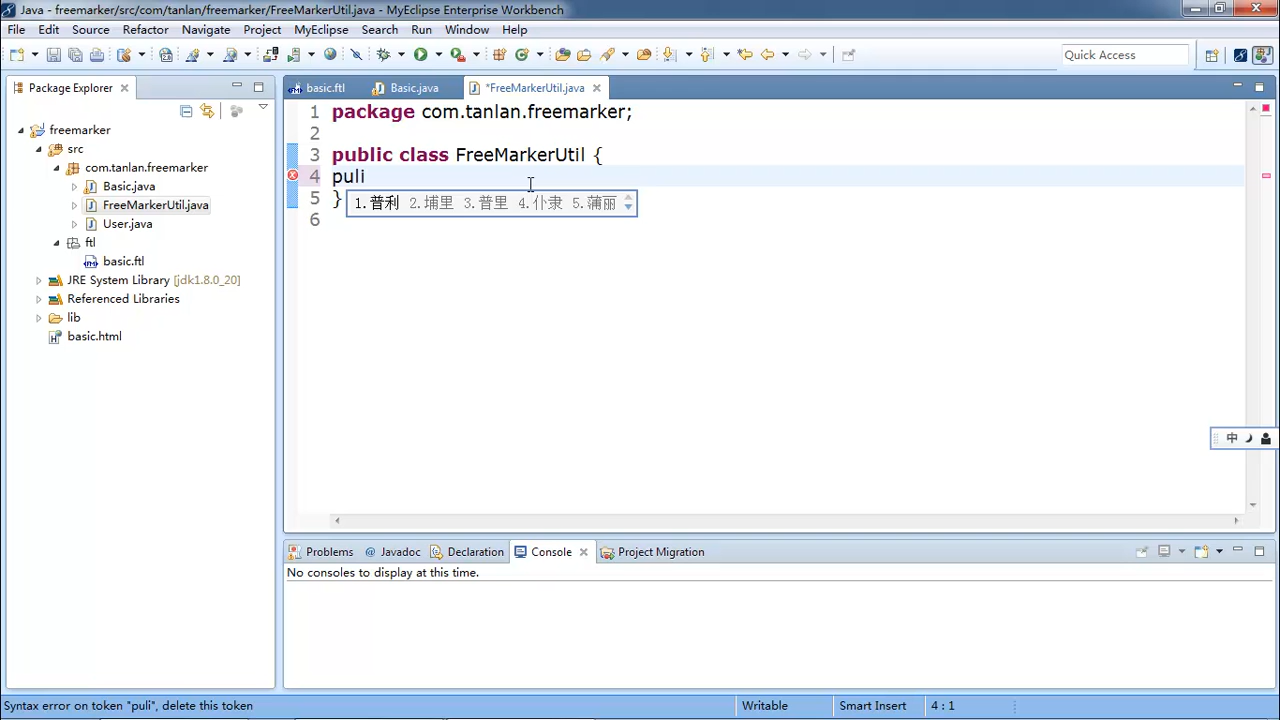 Java - freemarker/src/com/tanlan/freemarker/FreeMarkerUtil.java - MyEclipse Enterprise Workbench
File Edit Source Refactor Navigate Project MyEclipse Search Run Window Help
Quick Access
Package Explorer
basic.ftl Basic.java *FreeMarkerUtil.java
freemarker
src
com.tanlan.freemarker
Basic.java
FreeMarkerUtil.java
User.java
ftl
basic.ftl
JRE System Library [jdk1.8.0_20]
Referenced Libraries
lib
basic.html
1 package com.tanlan.freemarker;
2
3 public class FreeMarkerUtil {
4 puli
5 }
6
1.普利 2.埔里 3.普里 4.仆隶 5.蒲丽
中
Problems @ Javadoc Declaration Console Project Migration
No consoles to display at this time.
Syntax error on token "puli", delete this token Writable Smart Insert 4 : 1